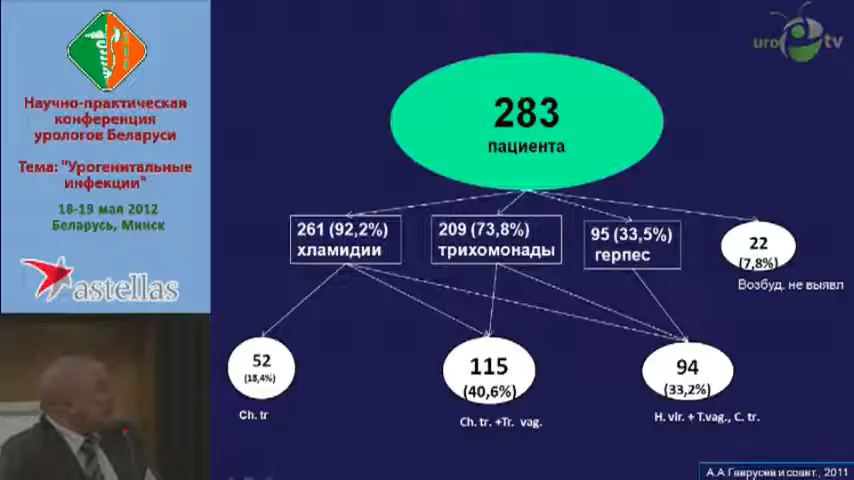 Научно-практическая
конференция
урологов Беларуси
Тема: "Урогенитальные
инфекции"
18-19 мая 2012
Беларусь, Минск
astellas
uro tv
283
пациента
261 (92,2%)
хламидии
209 (73,8%)
трихомонады
95 (33,5%)
герпес
22
(7,8%)
Возбуд. не выявл
52
(18,4%)
Ch. tr
115
(40,6%)
Ch. tr. +Tr. vag.
94
(33,2%)
H. vir. + T.vag., C. tr.
А.А.Гаврусев и соавт., 2011